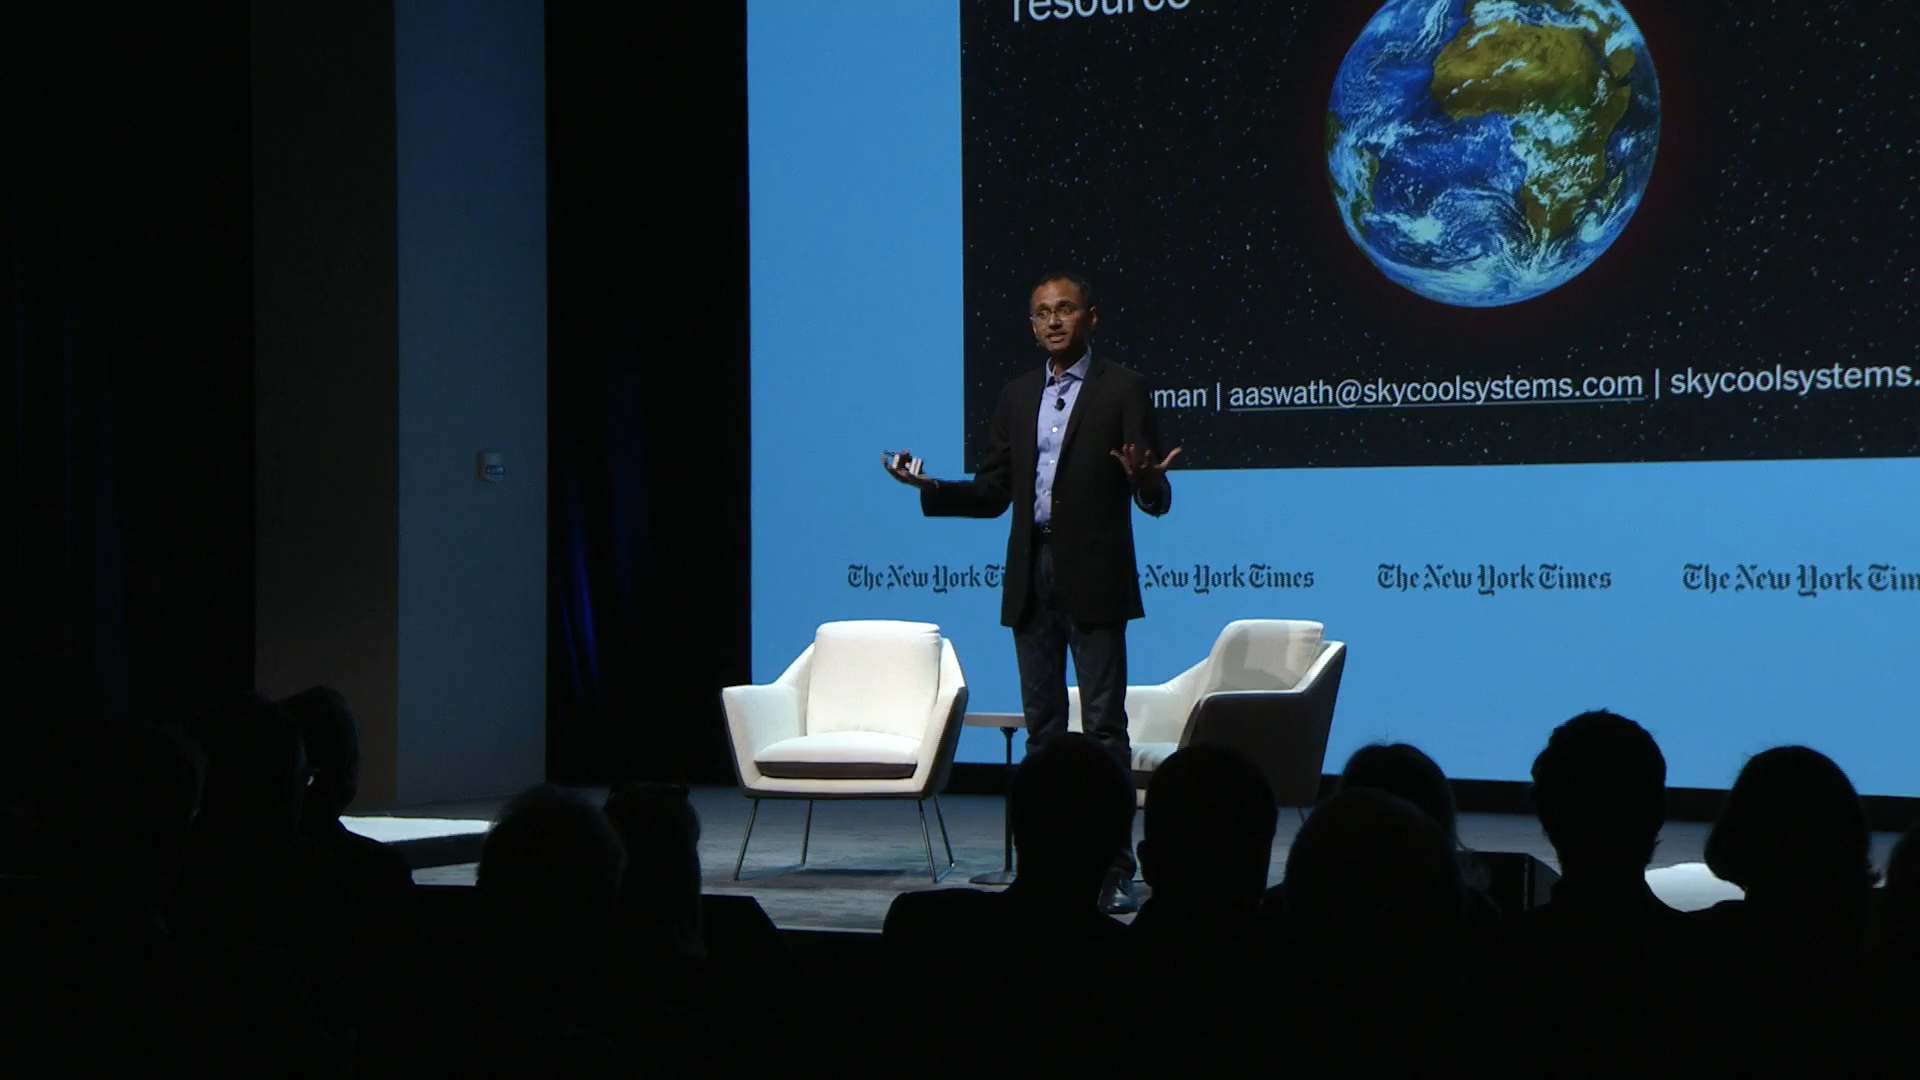 resource
man | aaswath@skycoolsystems.com | skycoolsystems.
The New York Ti New York Times The New York Times The New York Tim